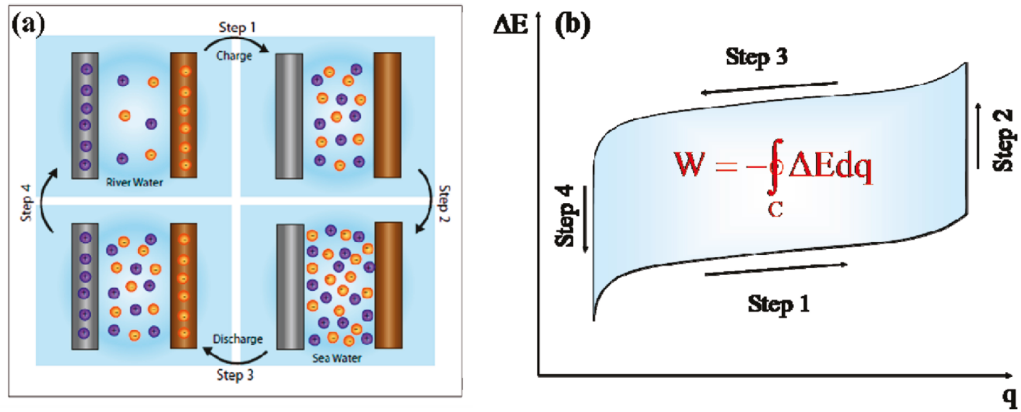 (a)
Step 1
Charge
River Water
Step 4
Step 2
Discharge
Step 3
Sea Water
ΔE
(b)
Step 3
W = -∮ΔEdq
C
Step 2
Step 4
Step 1
q